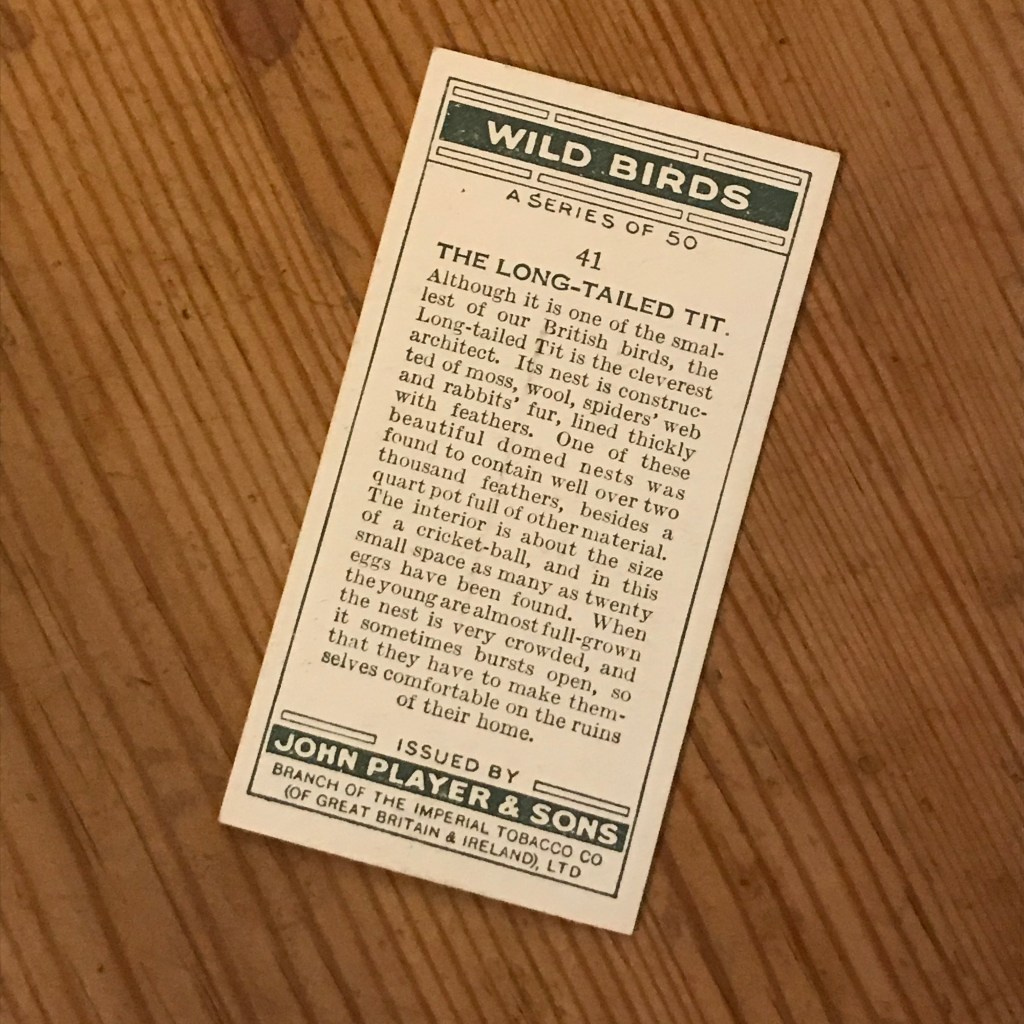 WILD BIRDS
A SERIES OF 50
41
THE LONG-TAILED TIT.
Although it is one of the smal-
lest of our British birds, the
Long-tailed Tit is the cleverest
architect. Its nest is construc-
ted of moss, wool, spiders' web
and rabbits' fur, lined thickly
with feathers. One of these
beautiful domed nests was
found to contain well over two
thousand feathers, besides a
quart pot full of other material.
The interior is about the size
of a cricket-ball, and in this
small space as many as twenty
eggs have been found. When
the young are almost full-grown
the nest is very crowded, and
it sometimes bursts open, so
that they have to make them-
selves comfortable on the ruins
of their home.
ISSUED BY
JOHN PLAYER & SONS
BRANCH OF THE IMPERIAL TOBACCO CO
(OF GREAT BRITAIN & IRELAND), LTD